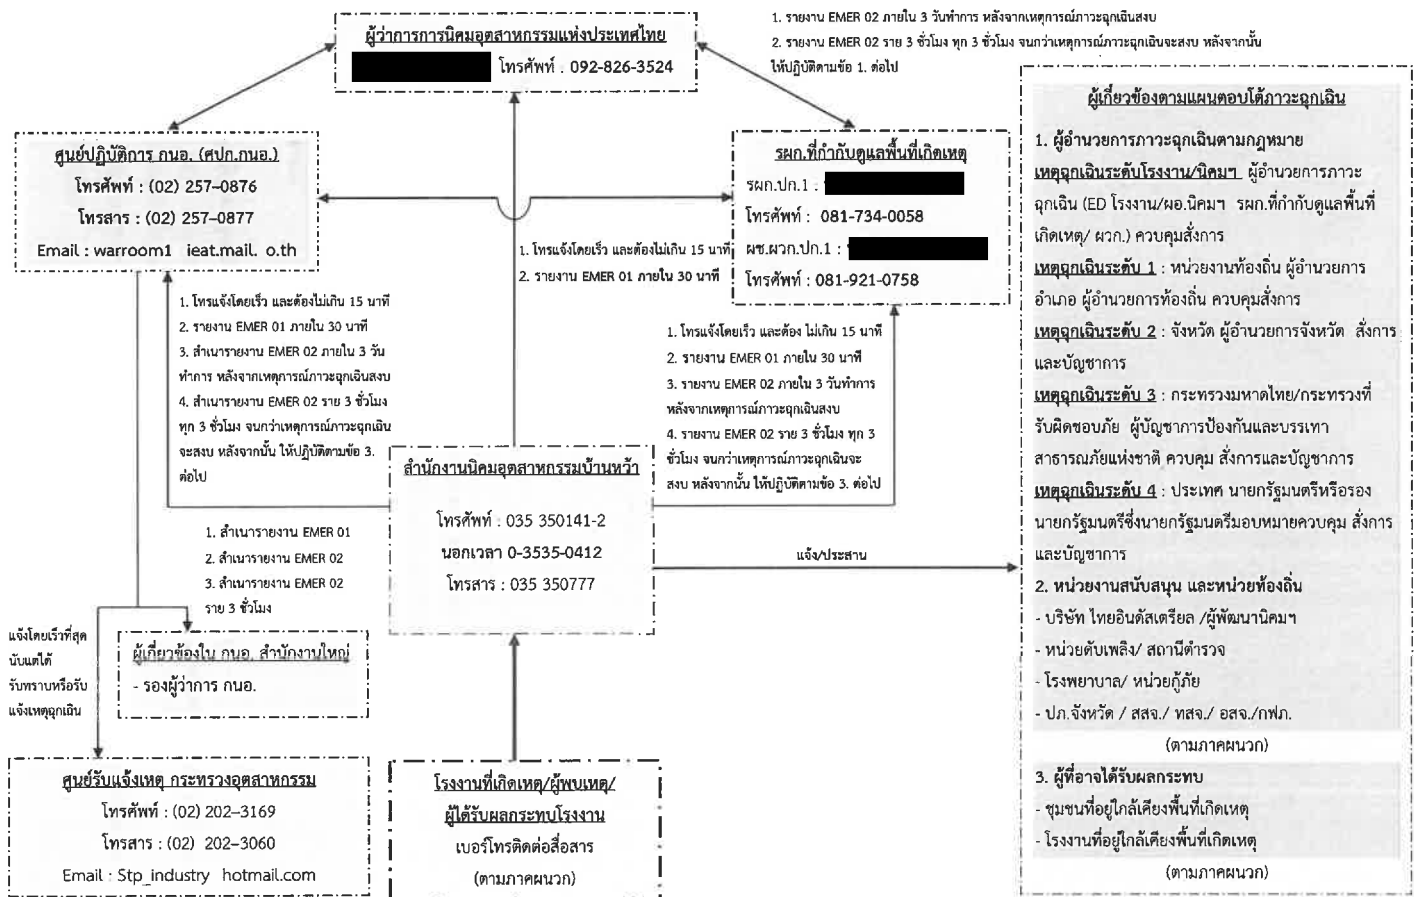 1. รายงาน EMER 02 ภายใน 3 วันทำการ หลังจากเหตุการณ์ภาวะฉุกเฉินสงบ
2. รายงาน EMER 02 ราย 3 ชั่วโมง ทุก 3 ชั่วโมง จนกว่าเหตุการณ์ภาวะฉุกเฉินจะสงบ หลังจากนั้น
ให้ปฏิบัติตามข้อ 1. ต่อไป
ผู้ว่าการการนิคมอุตสาหกรรมแห่งประเทศไทย
โทรศัพท์ : 092-826-3524
ศูนย์ปฏิบัติการ กนอ. (ศปก.กนอ.)
โทรศัพท์ : (02) 257-0876
โทรสาร : (02) 257-0877
Email : warroom1 ieat.mail. o.th
รผก.ที่กำกับดูแลพื้นที่เกิดเหตุ
รผก.ปก.1 :
โทรศัพท์ : 081-734-0058
ผช.ผวก.ปก.1 :
โทรศัพท์ : 081-921-0758
1. โทรแจ้งโดยเร็ว และต้องไม่เกิน 15 นาที
2. รายงาน EMER 01 ภายใน 30 นาที
1. โทรแจ้งโดยเร็ว และต้องไม่เกิน 15 นาที
2. รายงาน EMER 01 ภายใน 30 นาที
3. สำเนารายงาน EMER 02 ภายใน 3 วัน
ทำการ หลังจากเหตุการณ์ภาวะฉุกเฉินสงบ
4. สำเนารายงาน EMER 02 ราย 3 ชั่วโมง
ทุก 3 ชั่วโมง จนกว่าเหตุการณ์ภาวะฉุกเฉิน
จะสงบ หลังจากนั้น ให้ปฏิบัติตามข้อ 3.
ต่อไป
1. โทรแจ้งโดยเร็ว และต้อง ไม่เกิน 15 นาที
2. รายงาน EMER 01 ภายใน 30 นาที
3. รายงาน EMER 02 ภายใน 3 วันทำการ
หลังจากเหตุการณ์ภาวะฉุกเฉินสงบ
4. รายงาน EMER 02 ราย 3 ชั่วโมง ทุก 3
ชั่วโมง จนกว่าเหตุการณ์ภาวะฉุกเฉินจะ
สงบ หลังจากนั้น ให้ปฏิบัติตามข้อ 3. ต่อไป
สำนักงานนิคมอุตสาหกรรมบ้านหว้า
โทรศัพท์ : 035 350141-2
นอกเวลา 0-3535-0412
โทรสาร : 035 350777
แจ้ง/ประสาน
1. สำเนารายงาน EMER 01
2. สำเนารายงาน EMER 02
3. สำเนารายงาน EMER 02
ราย 3 ชั่วโมง
แจ้งโดยเร็วที่สุด
นับแต่ได้
รับทราบหรือรับ
แจ้งเหตุฉุกเฉิน
ผู้เกี่ยวข้องใน กนอ. สำนักงานใหญ่
- รองผู้ว่าการ กนอ.
ศูนย์รับแจ้งเหตุ กระทรวงอุตสาหกรรม
โทรศัพท์ : (02) 202-3169
โทรสาร : (02) 202-3060
Email : Stp_industry hotmail.com
โรงงานที่เกิดเหตุ/ผู้พบเหตุ/
ผู้ได้รับผลกระทบโรงงาน
เบอร์โทรติดต่อสื่อสาร
(ตามภาคผนวก)
ผู้เกี่ยวข้องตามแผนตอบโต้ภาวะฉุกเฉิน
1. ผู้อำนวยการภาวะฉุกเฉินตามกฎหมาย
เหตุฉุกเฉินระดับโรงงาน/นิคมฯ ผู้อำนวยการภาวะ
ฉุกเฉิน (ED โรงงาน/ผอ.นิคมฯ รผก.ที่กำกับดูแลพื้นที่
เกิดเหตุ/ ผวก.) ควบคุมสั่งการ
เหตุฉุกเฉินระดับ 1 : หน่วยงานท้องถิ่น ผู้อำนวยการ
อำเภอ ผู้อำนวยการท้องถิ่น ควบคุมสั่งการ
เหตุฉุกเฉินระดับ 2 : จังหวัด ผู้อำนวยการจังหวัด สั่งการ
และบัญชาการ
เหตุฉุกเฉินระดับ 3 : กระทรวงมหาดไทย/กระทรวงที่
รับผิดชอบภัย ผู้บัญชาการป้องกันและบรรเทา
สาธารณภัยแห่งชาติ ควบคุม สั่งการและบัญชาการ
เหตุฉุกเฉินระดับ 4 : ประเทศ นายกรัฐมนตรีหรือรอง
นายกรัฐมนตรีซึ่งนายกรัฐมนตรีมอบหมายควบคุม สั่งการ
และบัญชาการ
2. หน่วยงานสนับสนุน และหน่วยท้องถิ่น
- บริษัท ไทยอินดัสเตรียล /ผู้พัฒนานิคมฯ
- หน่วยดับเพลิง/ สถานีตำรวจ
- โรงพยาบาล/ หน่วยกู้ภัย
- ปภ.จังหวัด / สสจ./ ทสจ./ อสจ./กฟภ.
(ตามภาคผนวก)
3. ผู้ที่อาจได้รับผลกระทบ
- ชุมชนที่อยู่ใกล้เคียงพื้นที่เกิดเหตุ
- โรงงานที่อยู่ใกล้เคียงพื้นที่เกิดเหตุ
(ตามภาคผนวก)